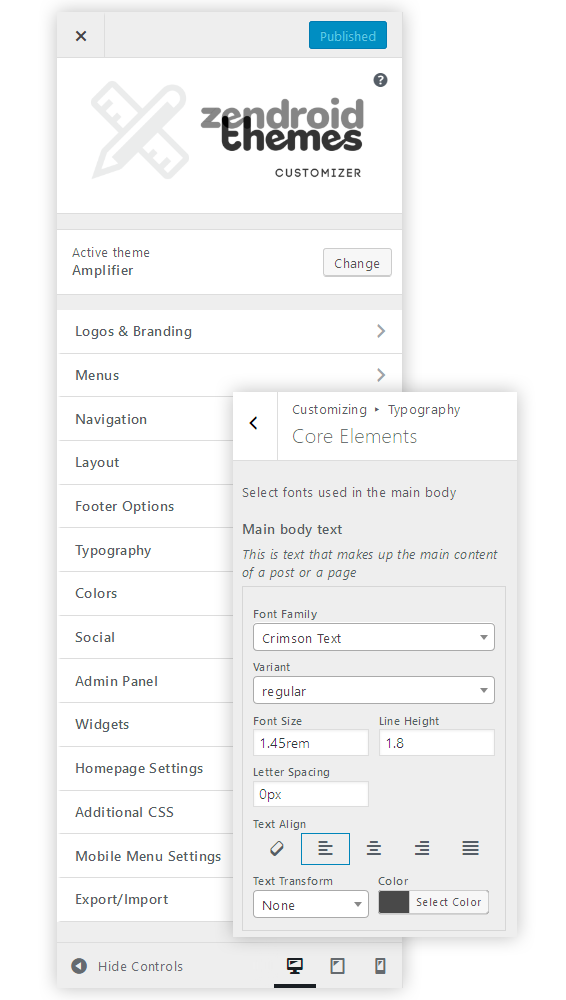 Published
zendroid
themes
CUSTOMIZER
Active theme
Amplifier
Change
Logos & Branding
Menus
Navigation
Layout
Footer Options
Typography
Colors
Social
Admin Panel
Widgets
Homepage Settings
Additional CSS
Mobile Menu Settings
Export/Import
Hide Controls
Customizing ▸ Typography
Core Elements
Select fonts used in the main body
Main body text
This is text that makes up the main content
of a post or a page
Font Family
Crimson Text
Variant
regular
Font Size Line Height
1.45rem 1.8
Letter Spacing
0px
Text Align
Text Transform Color
None Select Color